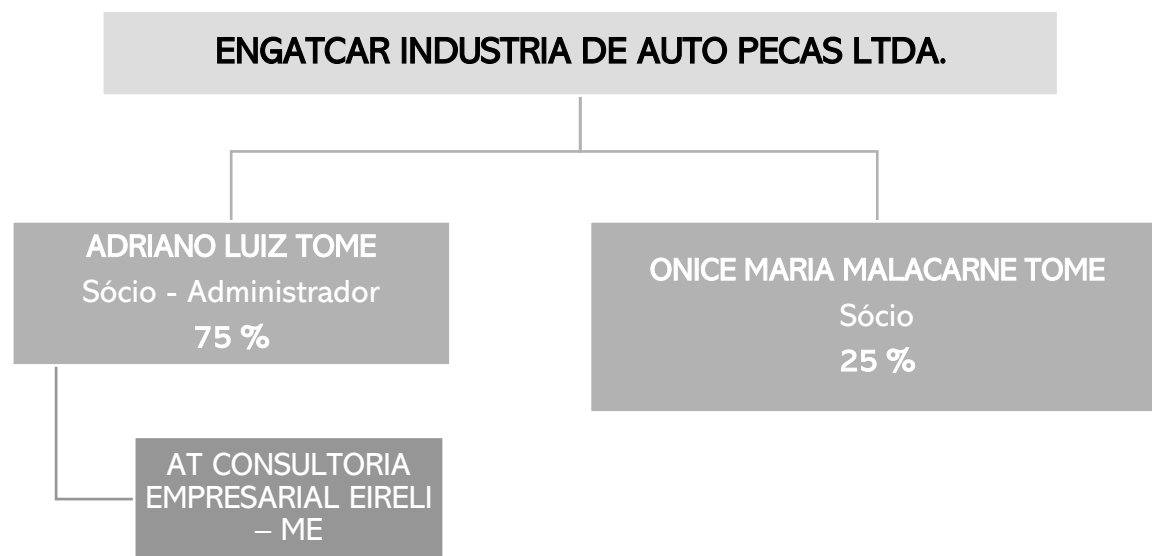 ENGATCAR INDUSTRIA DE AUTO PECAS LTDA.
ADRIANO LUIZ TOME
Sócio - Administrador
75 %
ONICE MARIA MALACARNE TOME
Sócio
25 %
AT CONSULTORIA
EMPRESARIAL EIRELI
– ME